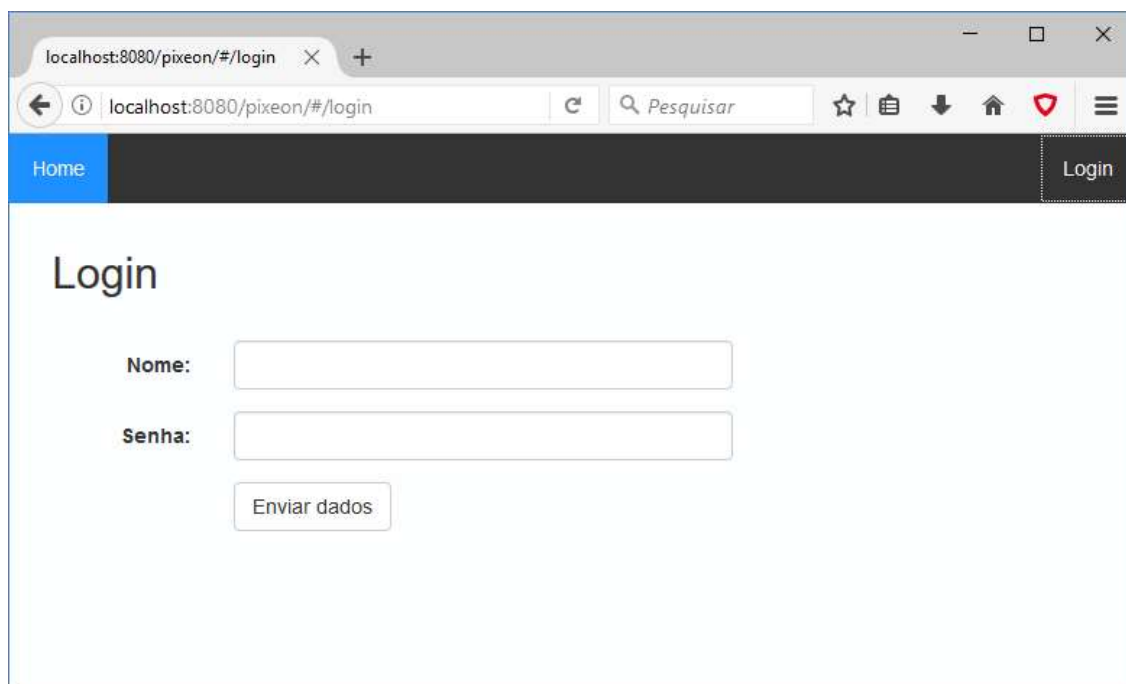 localhost:8080/pixeon/#/login
localhost:8080/pixeon/#/login Pesquisar
Home Login
Login
Nome:
Senha:
Enviar dados